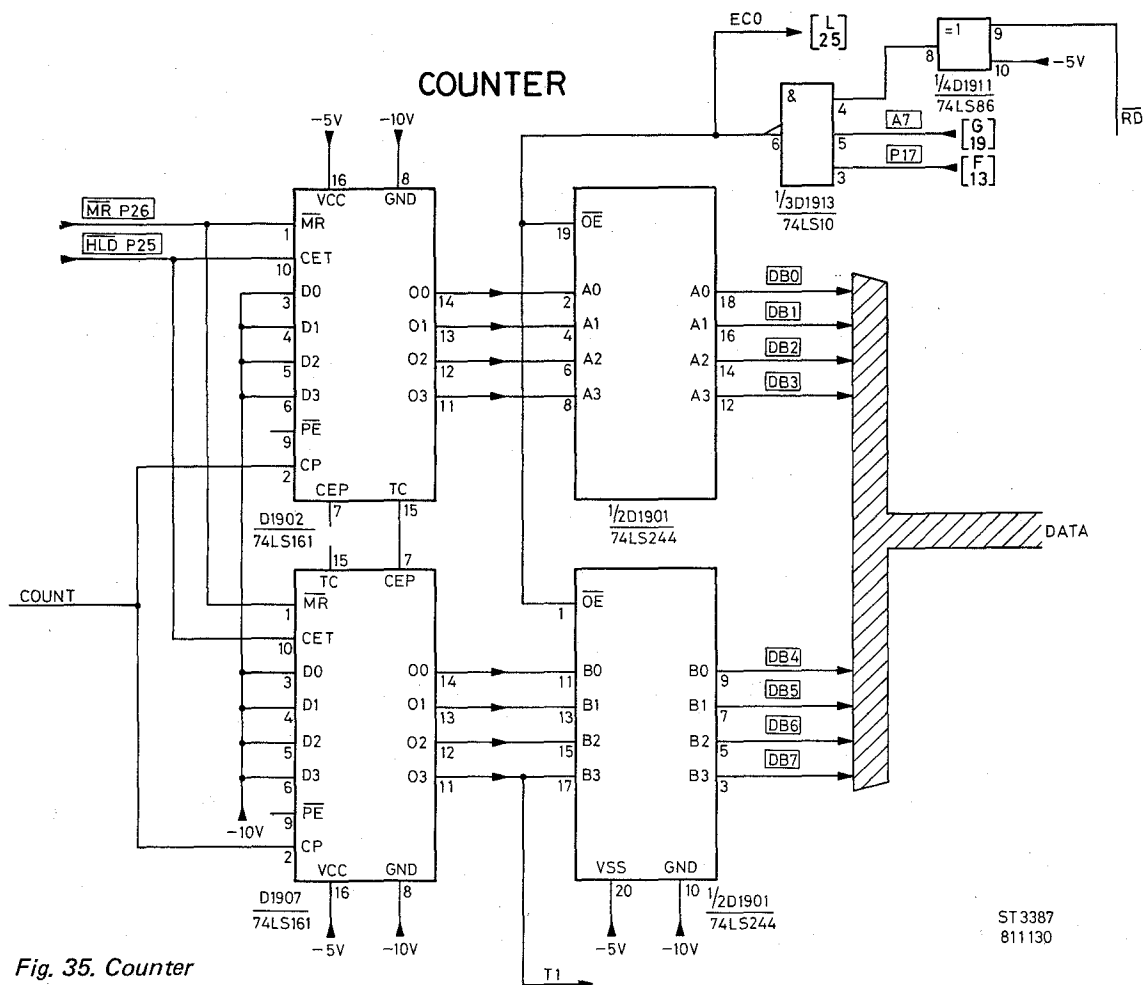 EC0
[L 25]
=1
9
8
-5V
10
1/4D1911
74LS86
RD
COUNTER
&
4
A7
[G 19]
6
5
P17
[F 13]
3
1/3D1913
74LS10
-5V
-10V
16
8
VCC
GND
MR P26
MR
1
HLD P25
CET
10
OE
19
D0
3
O0
14
A0
2
A0
18
DB0
D1
4
O1
13
A1
4
A1
16
DB1
D2
5
O2
12
A2
6
A2
14
DB2
D3
6
O3
11
A3
8
A3
12
DB3
PE
9
CP
2
CEP
TC
7
15
D1902
74LS161
1/2D1901
74LS244
DATA
15
7
TC
CEP
COUNT
MR
1
OE
1
CET
10
D0
3
O0
14
B0
11
B0
9
DB4
D1
4
O1
13
B1
13
B1
7
DB5
D2
5
O2
12
B2
15
B2
5
DB6
D3
6
O3
11
B3
17
B3
3
DB7
PE
9
-10V
CP
2
VCC
GND
16
8
VSS
GND
20
10
D1907
74LS161
1/2D1901
74LS244
-5V
-10V
-5V
-10V
ST3387
811130
Fig. 35. Counter
T1